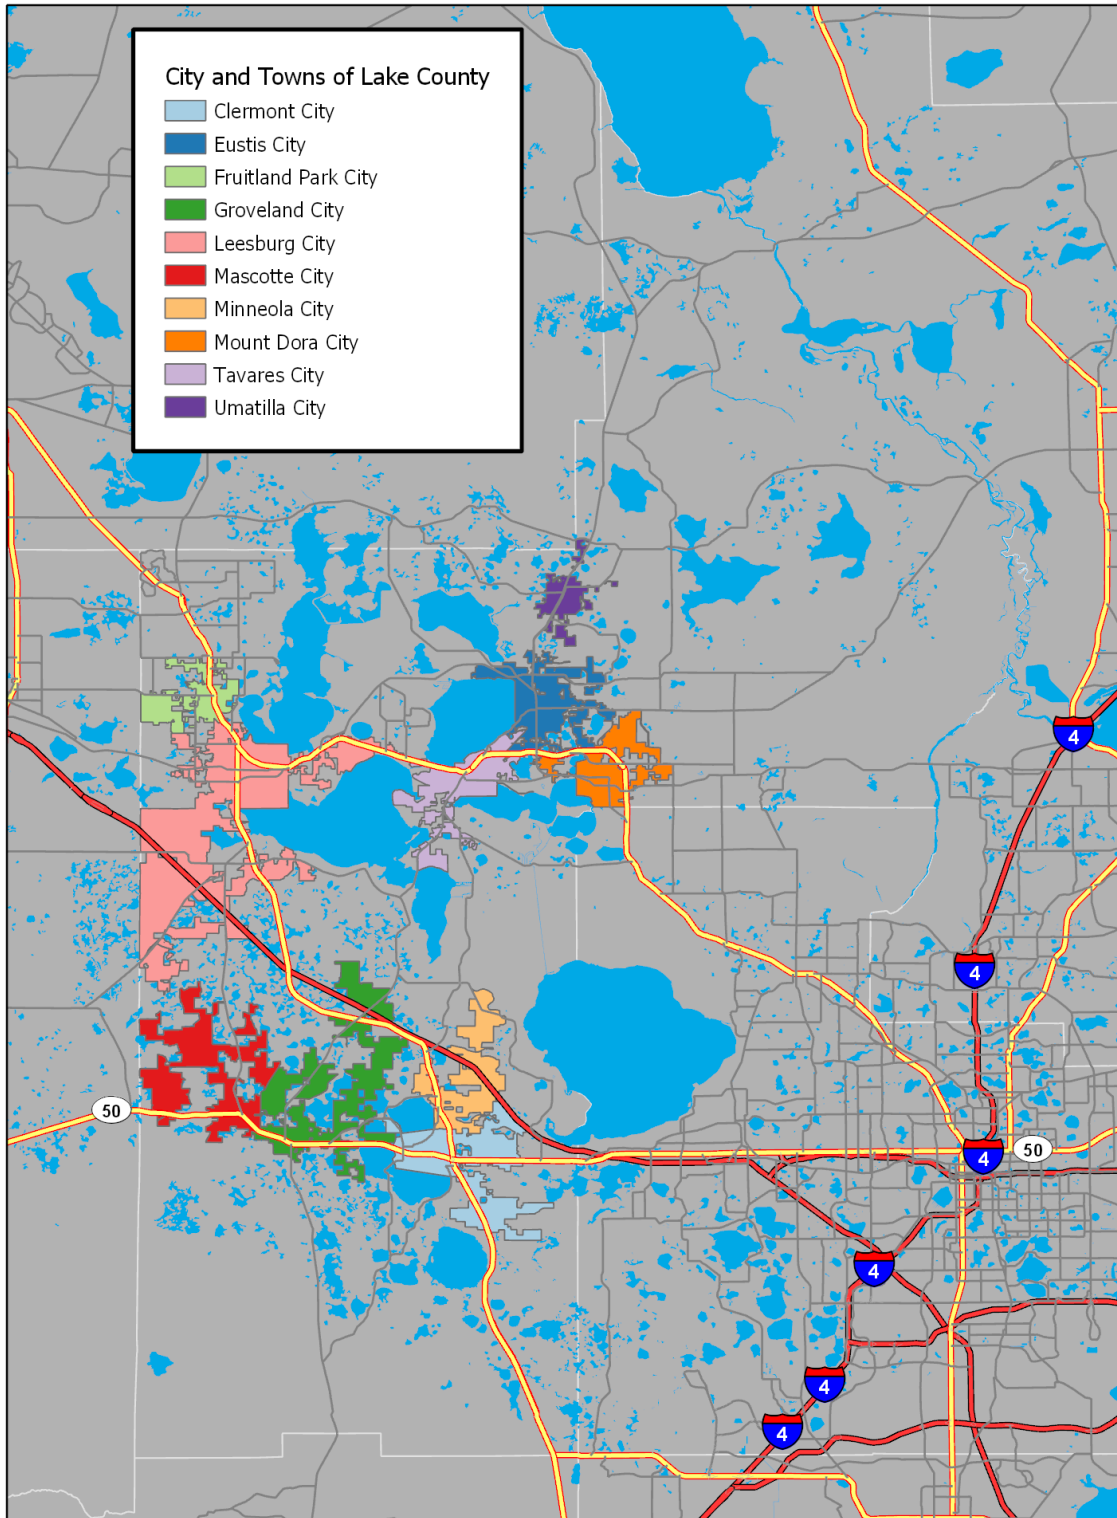 City and Towns of Lake County
Clermont City
Eustis City
Fruitland Park City
Groveland City
Leesburg City
Mascotte City
Minneola City
Mount Dora City
Tavares City
Umatilla City
4
4
50
50
4
4
4
4